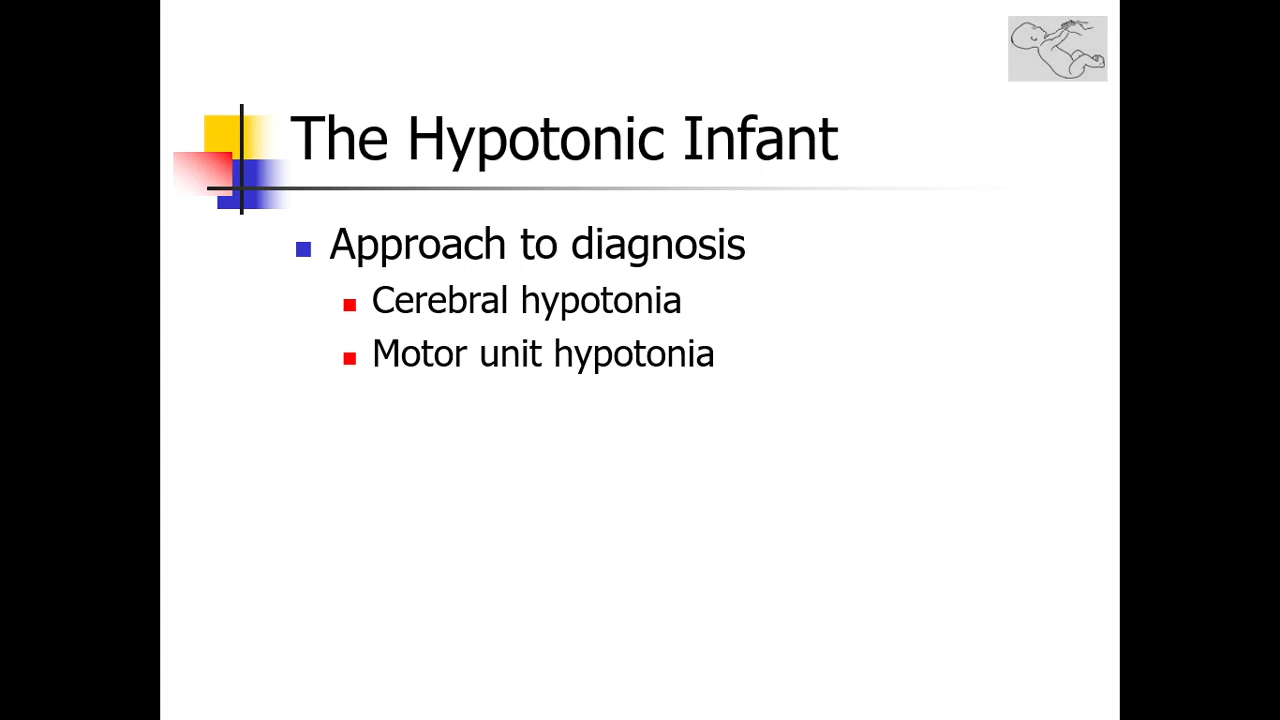 The Hypotonic Infant
Approach to diagnosis
Cerebral hypotonia
Motor unit hypotonia